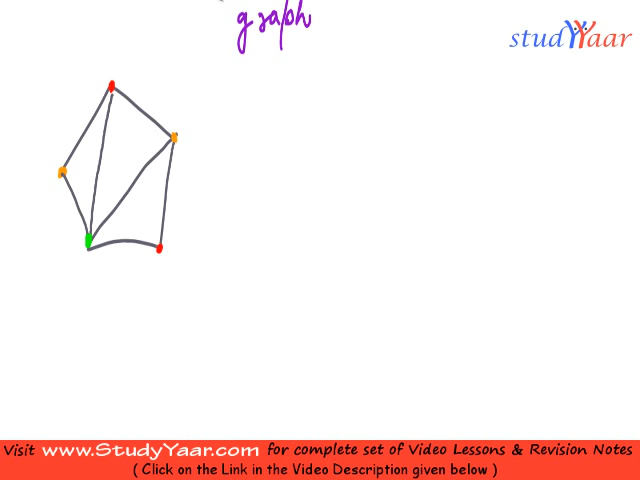 graph
studYYaar
Visit www.StudyYaar.com for complete set of Video Lessons & Revision Notes
( Click on the Link in the Video Description given below )